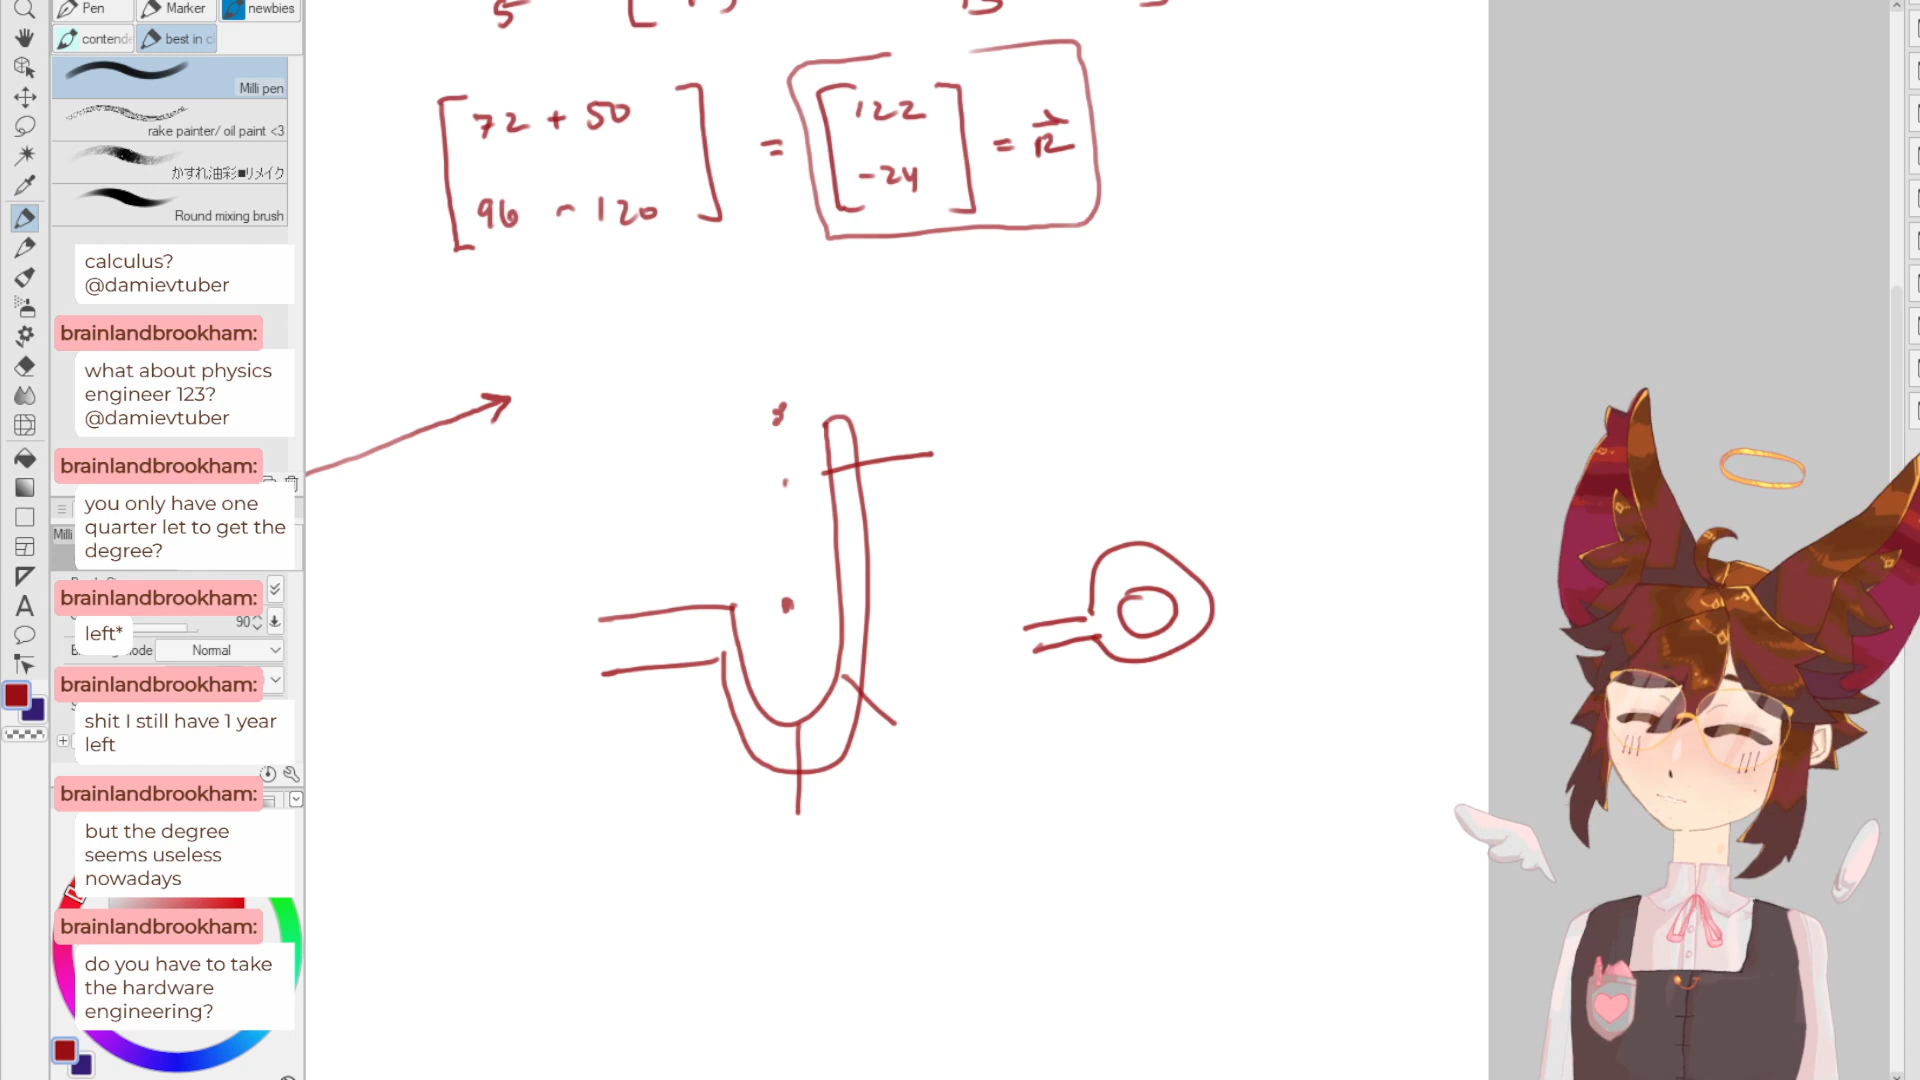 Pen
Marker
newbies
contende
best in c
Milli pen
rake painter/ oil paint <3
かすれ油彩■リメイク
Round mixing brush
calculus?
@damievtuber
brainlandbrookham:
what about physics
engineer 123?
@damievtuber
brainlandbrookham:
you only have one
quarter let to get the
degree?
Milli
brainlandbrookham:
left*
90
mode
Normal
brainlandbrookham:
shit I still have 1 year
left
brainlandbrookham:
but the degree
seems useless
nowadays
brainlandbrookham:
do you have to take
the hardware
engineering?
72 + 50
96 - 120
=
122
-24
= R